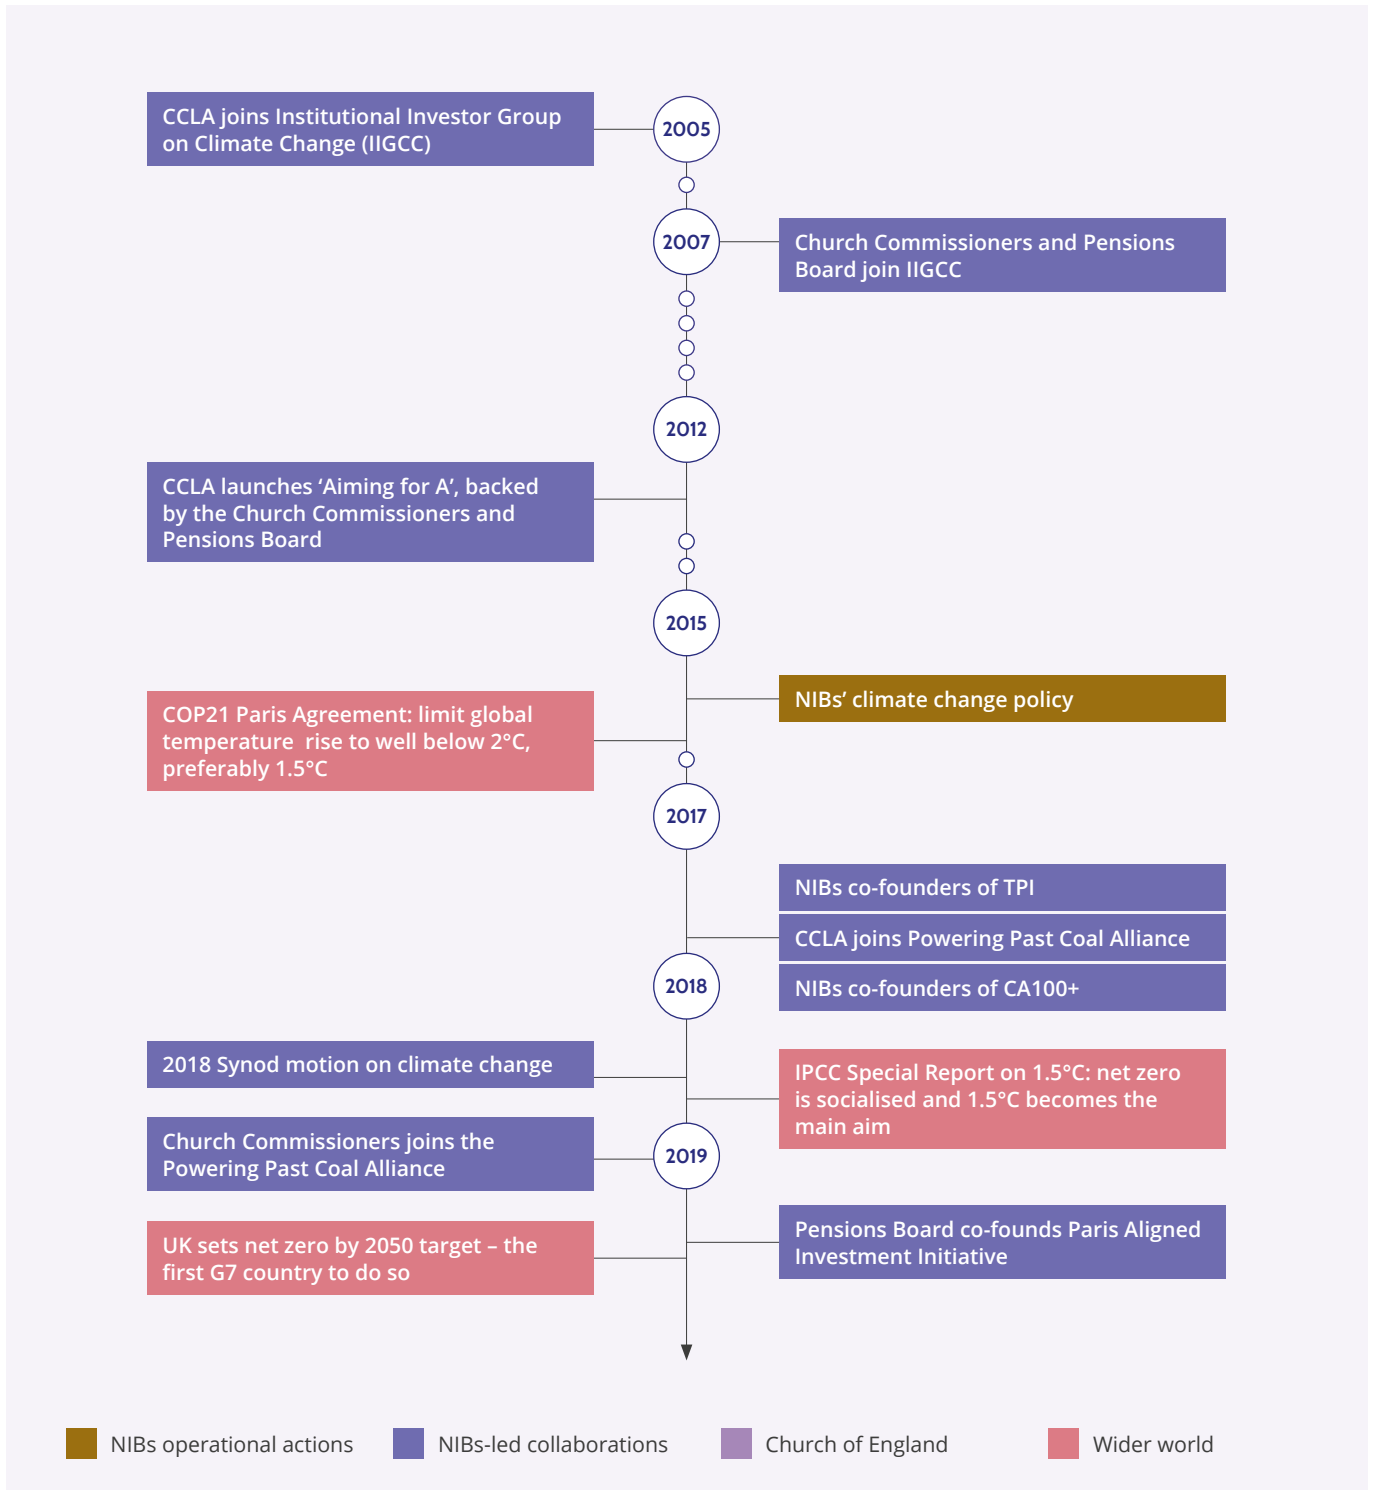 CCLA joins Institutional Investor Group
on Climate Change (IIGCC)
2005
2007
Church Commissioners and Pensions
Board join IIGCC
2012
CCLA launches ‘Aiming for A’, backed
by the Church Commissioners and
Pensions Board
2015
NIBs’ climate change policy
COP21 Paris Agreement: limit global
temperature rise to well below 2°C,
preferably 1.5°C
2017
NIBs co-founders of TPI
CCLA joins Powering Past Coal Alliance
NIBs co-founders of CA100+
2018
2018 Synod motion on climate change
IPCC Special Report on 1.5°C: net zero
is socialised and 1.5°C becomes the
main aim
Church Commissioners joins the
Powering Past Coal Alliance
2019
Pensions Board co-founds Paris Aligned
Investment Initiative
UK sets net zero by 2050 target – the
first G7 country to do so
NIBs operational actions
NIBs-led collaborations
Church of England
Wider world